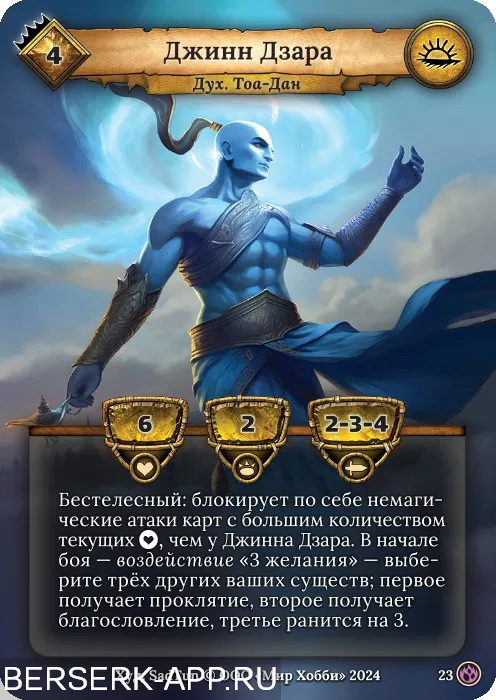 4
Джинн Дзара
Дух. Тоа-Дан
6
2
2-3-4
Бестелесный: блокирует по себе немаги-
ческие атаки карт с большим количеством
текущих , чем у Джинна Дзара. В начале
боя — воздействие «3 желания» — выбе-
рите трёх других ваших существ; первое
получает проклятие, второе получает
благословление, третье ранится на 3.
© ООО «Мир Хобби» 2024
23
BERSERK-APP.RU